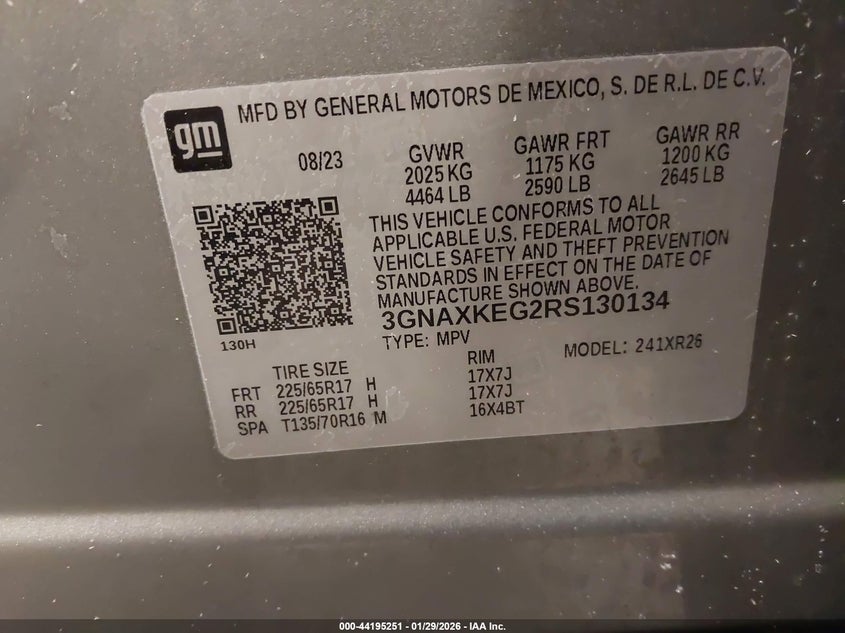 gm
MFD BY GENERAL MOTORS DE MEXICO, S. DE R.L. DE C.V.
08/23
GVWR
2025 KG
4464 LB
GAWR FRT
1175 KG
2590 LB
GAWR RR
1200 KG
2645 LB
THIS VEHICLE CONFORMS TO ALL
APPLICABLE U.S. FEDERAL MOTOR
VEHICLE SAFETY AND THEFT PREVENTION
STANDARDS IN EFFECT ON THE DATE OF
MANUFACTURE SHOWN ABOVE.
3GNAXKEG2RS130134
130H
TYPE: MPV
MODEL: 241XR26
TIRE SIZE RIM
FRT 225/65R17 H 17X7J
RR 225/65R17 H 17X7J
SPA T135/70R16 M 16X4BT
000-44195251 - 01/29/2026 - IAA Inc.